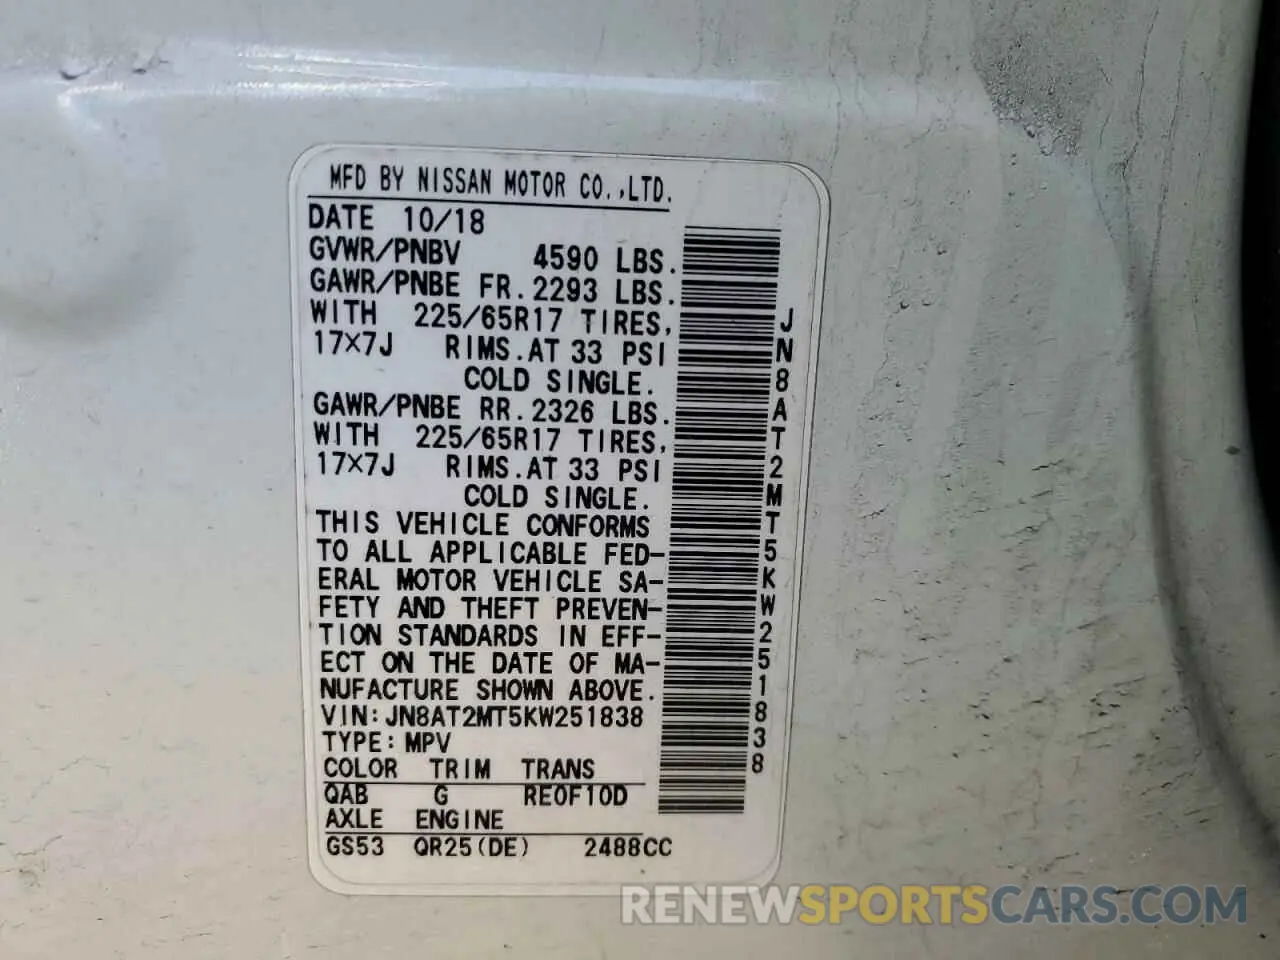 MFD BY NISSAN MOTOR CO.,LTD.
DATE 10/18
GVWR/PNBV 4590 LBS.
GAWR/PNBE FR.2293 LBS.
WITH 225/65R17 TIRES,
17×7J RIMS.AT 33 PSI
COLD SINGLE.
GAWR/PNBE RR.2326 LBS.
WITH 225/65R17 TIRES,
17×7J RIMS.AT 33 PSI
COLD SINGLE.
THIS VEHICLE CONFORMS
TO ALL APPLICABLE FED-
ERAL MOTOR VEHICLE SA-
FETY AND THEFT PREVEN-
TION STANDARDS IN EFF-
ECT ON THE DATE OF MA-
NUFACTURE SHOWN ABOVE.
VIN:JN8AT2MT5KW251838
TYPE:MPV
COLOR TRIM TRANS
QAB G RE0F10D
AXLE ENGINE
GS53 QR25(DE) 2488CC
JN8AT2MT5KW251838
RENEWSPORTSCARS.COM